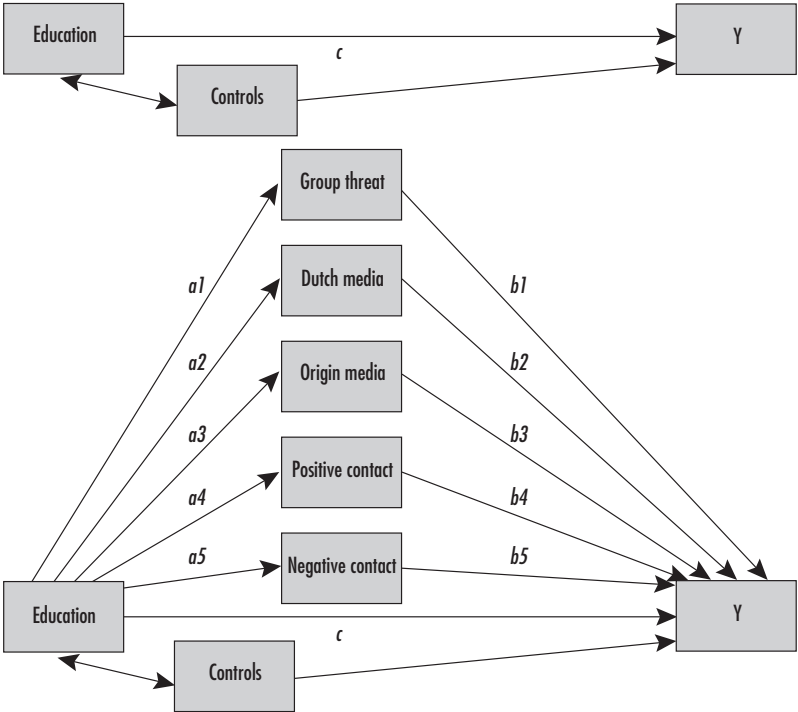 Education
Y
c
Controls
Group threat
a1
b1
Dutch media
a2
b2
Origin media
a3
b3
Positive contact
a4
b4
Negative contact
a5
b5
Education
Y
c
Controls